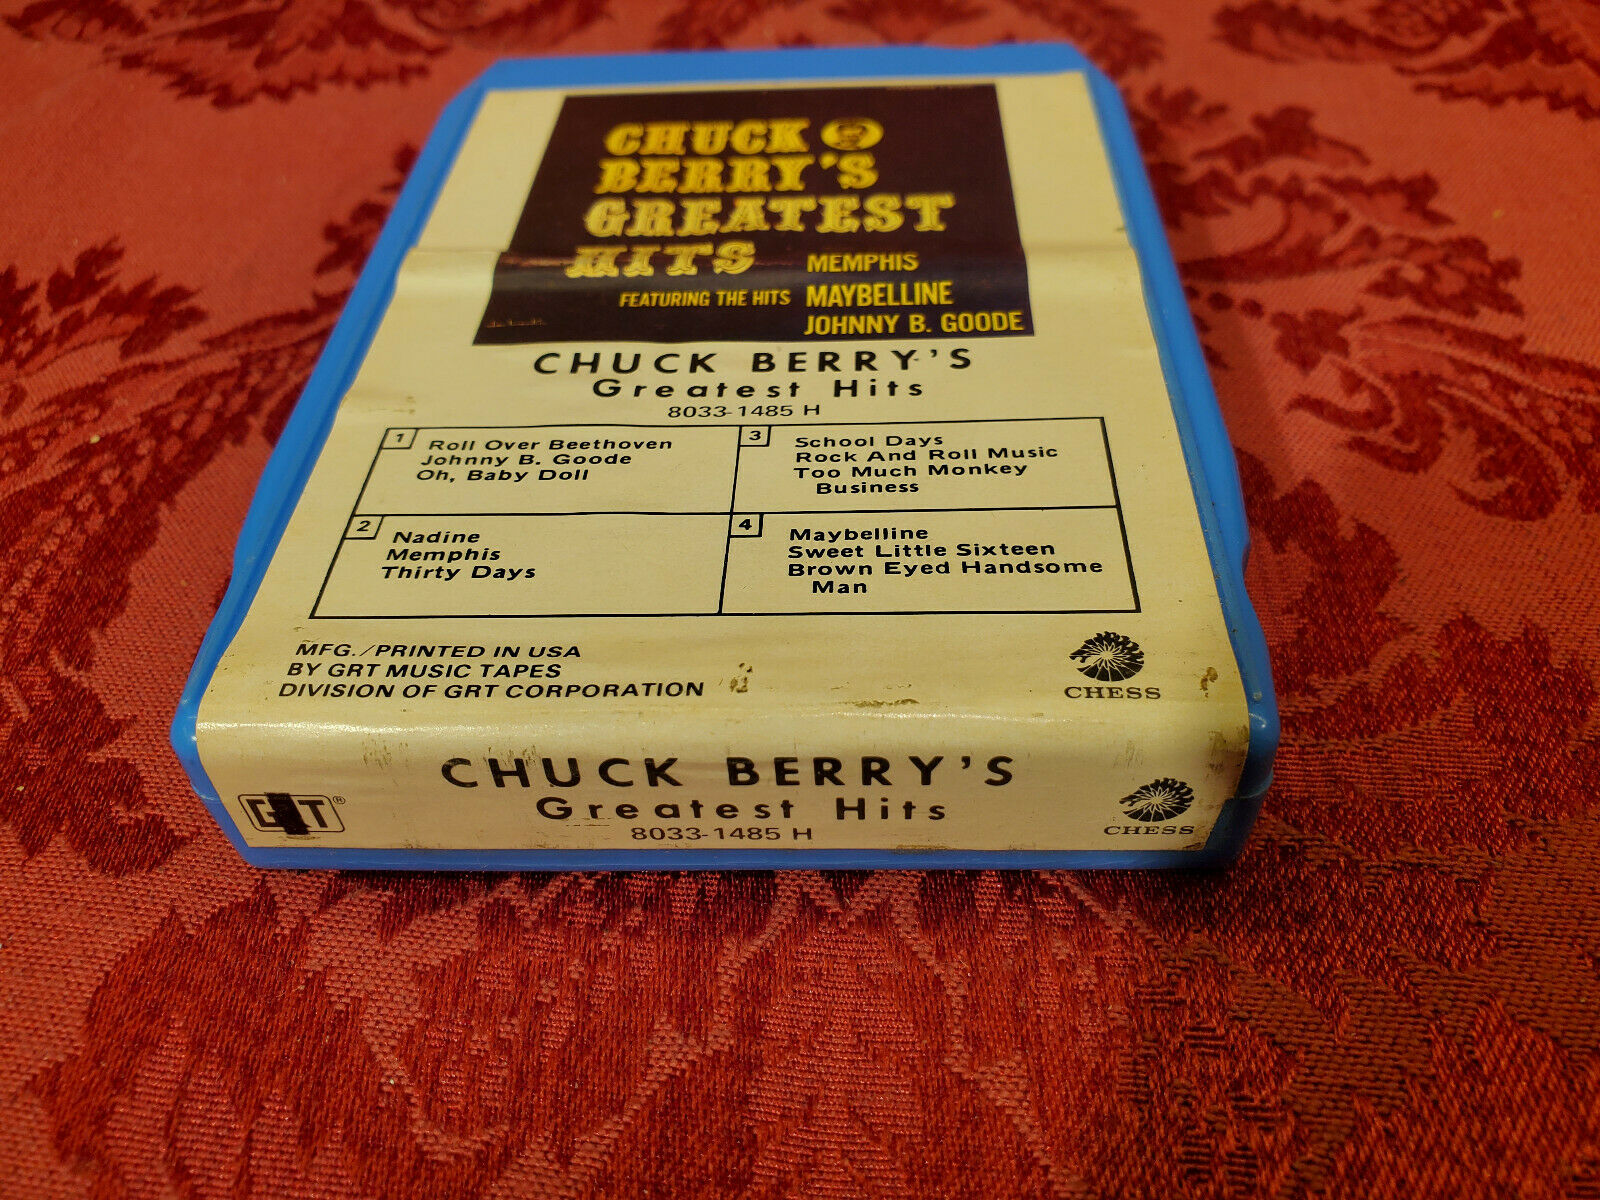 CHUCK
BERRY'S
GREATEST
HITS
MEMPHIS
FEATURING THE HITS MAYBELLINE
JOHNNY B. GOODE
CHUCK BERRY'S
Greatest Hits
8033-1485 H
1
Roll Over Beethoven
Johnny B. Goode
Oh, Baby Doll
2
Nadine
Memphis
Thirty Days
3
School Days
Rock And Roll Music
Too Much Monkey
Business
4
Maybelline
Sweet Little Sixteen
Brown Eyed Handsome
Man
MFG./PRINTED IN USA
BY GRT MUSIC TAPES
DIVISION OF GRT CORPORATION
CHESS
GRT®
CHUCK BERRY'S
Greatest Hits
8033-1485 H
CHESS